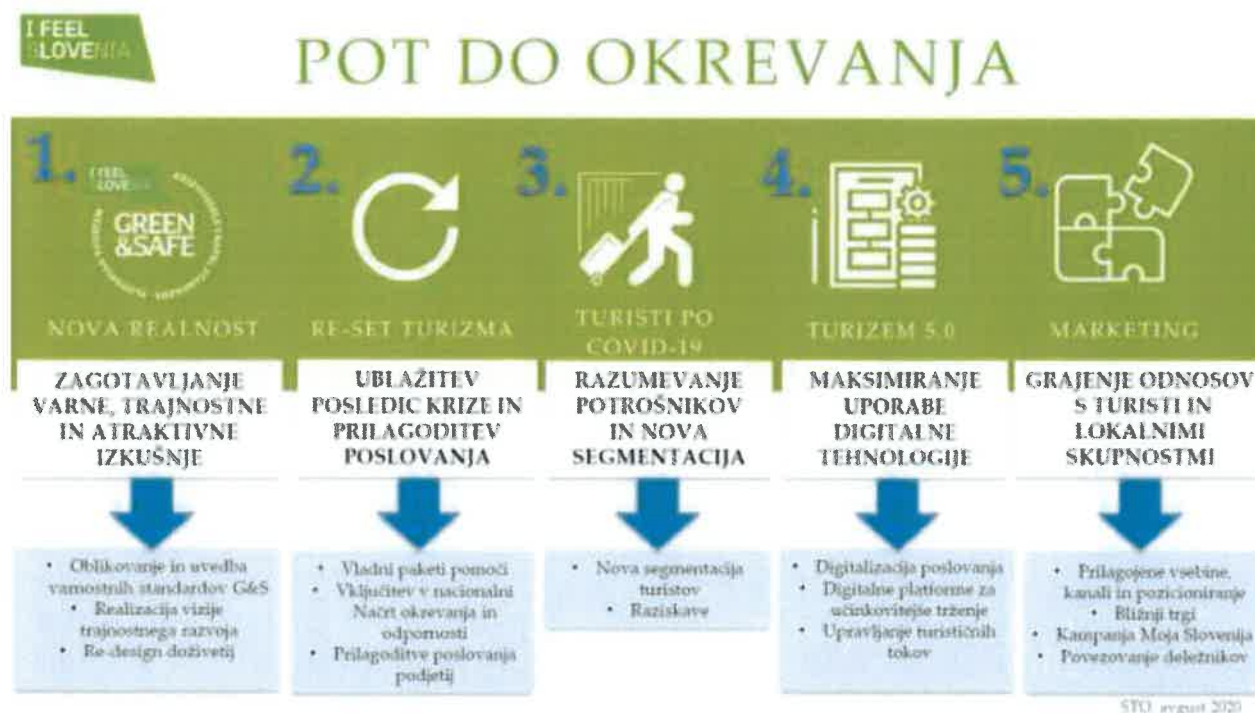 I FEEL
SLOVENIA
POT DO OKREVANJA
1.
I FEEL
SLOVENIA
GREEN
&SAFE
NOVA REALNOST
ZAGOTAVLJANJE
VARNE, TRAJNOSTNE
IN ATRAKTIVNE
IZKUŠNJE
• Oblikovanje in uvedba
varnostnih standardov G&S
• Realizacija vizije
trajnostnega razvoja
• Re-design doživetij
2.
RE-SET TURIZMA
UBLAŽITEV
POSLEDIC KRIZE IN
PRILAGODITEV
POSLOVANJA
• Vladni paketi pomoči
• Vključitev v nacionalni
Načrt okrevanja in
odpornosti
• Prilagoditve poslovanja
podjetij
3.
TURISTI PO
COVID-19
RAZUMEVANJE
POTROŠNIKOV
IN NOVA
SEGMENTACIJA
• Nova segmentacija
turistov
• Raziskave
4.
TURIZEM 5.0
MAKSIMIRANJE
UPORABE
DIGITALNE
TEHNOLOGIJE
• Digitalizacija poslovanja
• Digitalne platforme za
učinkovitejše trženje
• Upravljanje turističnih
tokov
5.
MARKETING
GRAJENJE ODNOSOV
S TURISTI IN
LOKALNIMI
SKUPNOSTMI
• Prilagojene vsebine,
kanali in pozicioniranje
• Bližnji trgi
• Kampanja Moja Slovenija
• Povezovanje deležnikov
STO, avgust 2020